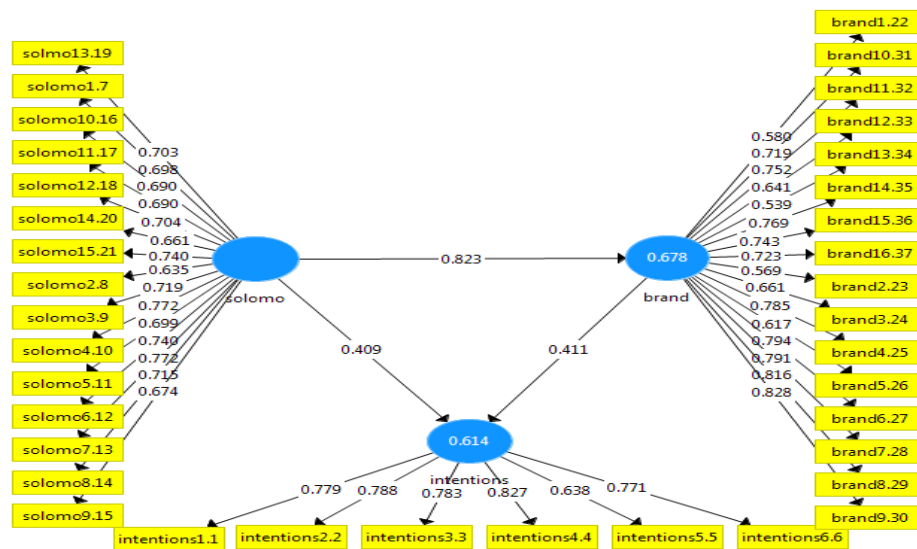 solmo13.19
solomo1.7
solomo10.16
solomo11.17
solomo12.18
solomo14.20
solomo15.21
solomo2.8
solomo3.9
solomo4.10
solomo5.11
solomo6.12
solomo7.13
solomo8.14
solomo9.15
0.703
0.698
0.690
0.690
0.704
0.661
0.740
0.635
0.719
0.772
0.699
0.740
0.772
0.715
0.674
solomo
0.823
0.409
0.411
0.678
brand
0.580
0.719
0.752
0.641
0.539
0.769
0.743
0.723
0.569
0.661
0.785
0.617
0.794
0.791
0.816
0.828
brand1.22
brand10.31
brand11.32
brand12.33
brand13.34
brand14.35
brand15.36
brand16.37
brand2.23
brand3.24
brand4.25
brand5.26
brand6.27
brand7.28
brand8.29
brand9.30
0.614
intentions
0.779
0.788
0.783
0.827
0.638
0.771
intentions1.1
intentions2.2
intentions3.3
intentions4.4
intentions5.5
intentions6.6